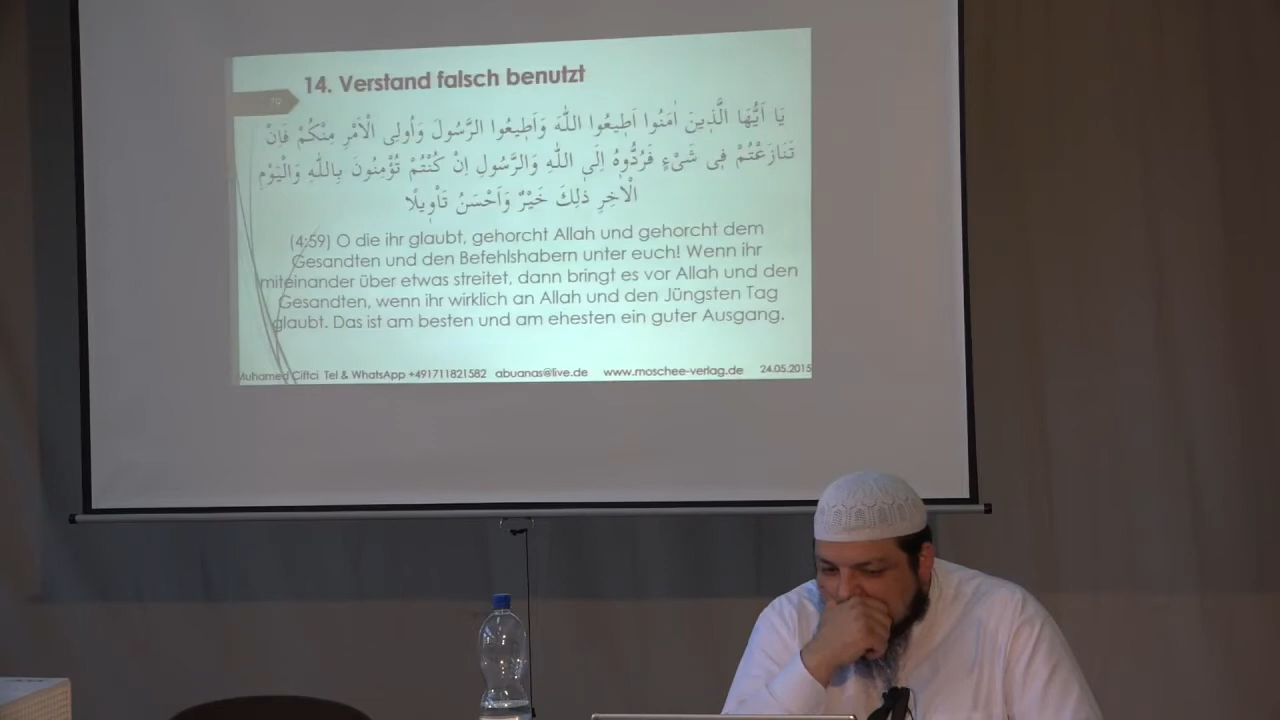 14. Verstand falsch benutzt
70
يَا اَيُّهَا الَّذ۪ينَ اٰمَنُوا اَط۪يعُوا اللّٰهَ وَاَط۪يعُوا الرَّسُولَ وَاُولِى الْاَمْرِ مِنْكُمْ فَاِنْ
تَنَازَعْتُمْ ف۪ى شَىْءٍ فَرُدُّوهُ اِلَى اللّٰهِ وَالرَّسُولِ اِنْ كُنْتُمْ تُؤْمِنُونَ بِاللّٰهِ وَالْيَوْمِ
الْاٰخِرِ ذٰلِكَ خَيْرٌ وَاَحْسَنُ تَاْو۪يلًا
(4:59) O die ihr glaubt, gehorcht Allah und gehorcht dem
Gesandten und den Befehlshabern unter euch! Wenn ihr
miteinander über etwas streitet, dann bringt es vor Allah und den
Gesandten, wenn ihr wirklich an Allah und den Jüngsten Tag
glaubt. Das ist am besten und am ehesten ein guter Ausgang.
Muhamed Ciftci Tel & WhatsApp +491711821582 abuanas@live.de www.moschee-verlag.de 24.05.2015